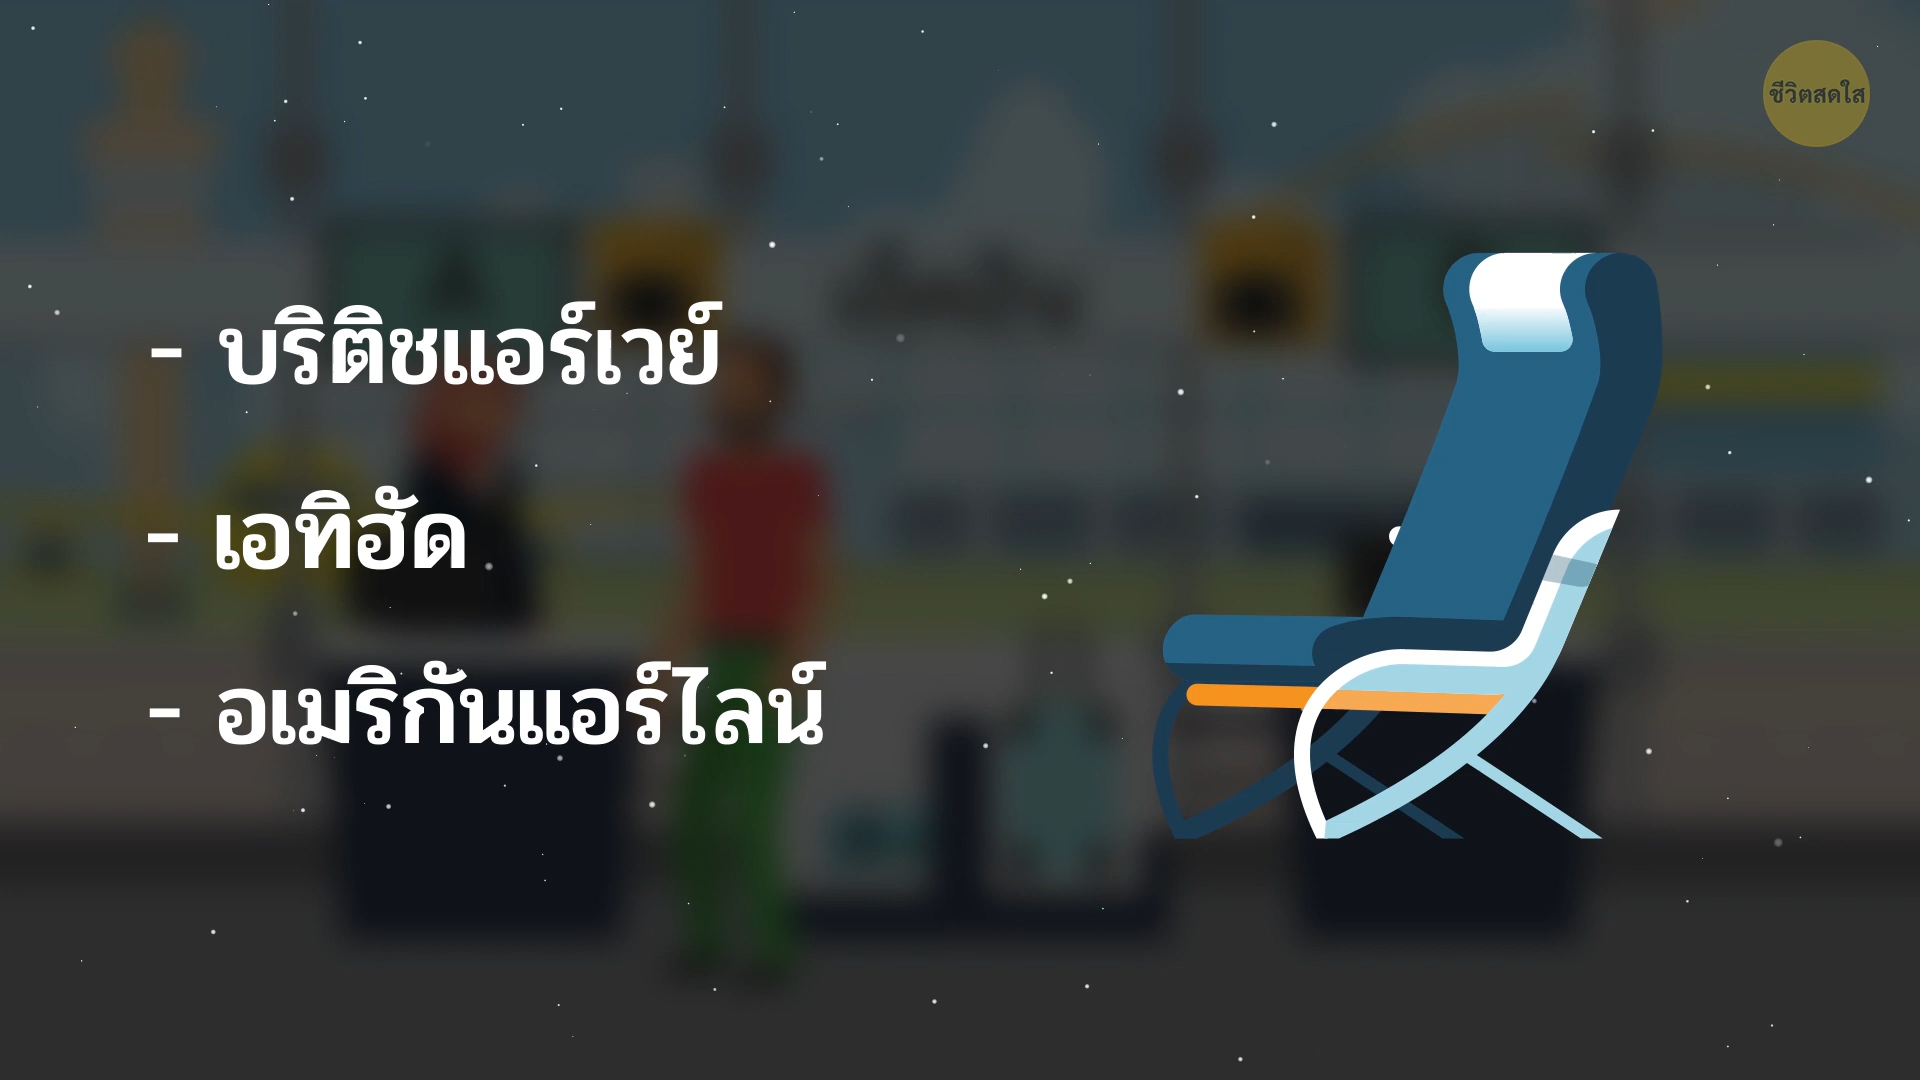 ชีวิตสดใส
- บริติชแอร์เวย์
- เอทิฮัด
- อเมริกันแอร์ไลน์